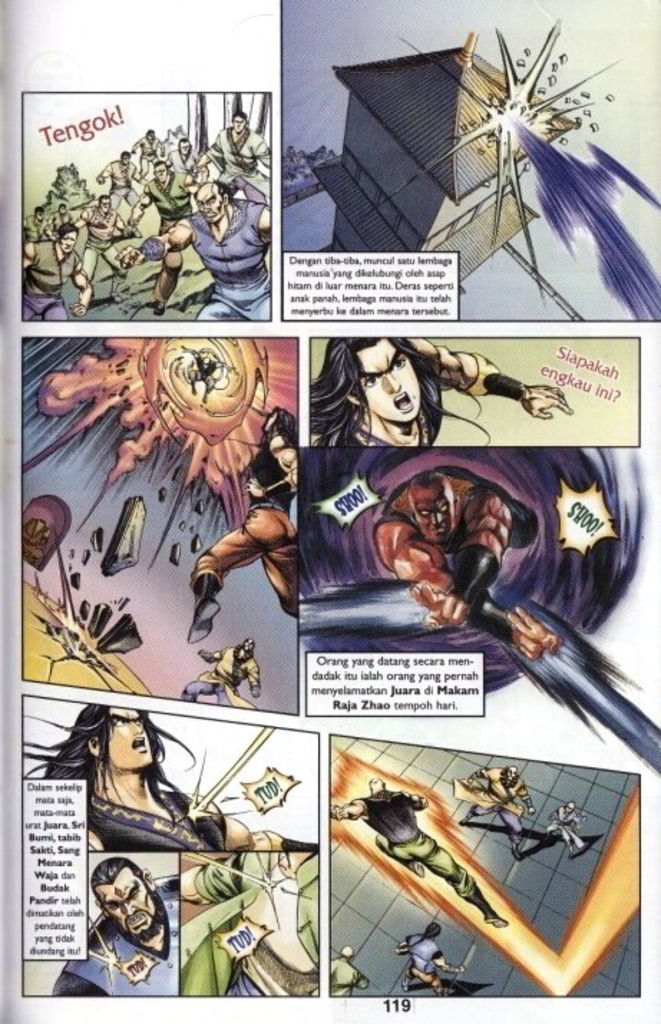 Tengok!
Dengan tiba-tiba, muncul satu lembaga
manusia yang dikelubungi oleh asap
hitam di luar menara itu. Deras seperti
anak panah, lembaga manusia itu telah
menyerbu ke dalam menara tersebut.
Siapakah
engkau ini?
SWOO!
SWOO!
Orang yang datang secara men-
dadak itu ialah orang yang pernah
menyelamatkan Juara di Makam
Raja Zhao tempoh hari.
Dalam sekelip
mata saja,
mata-mata
urat Juara, Sri
Bumi, tabib
Sakti, Sang
Menara
Waja dan
Budak
Pandir telah
dimatikan oleh
pendatang
yang tidak
diundang itu!
TUD!
TUD!
TUD!
119